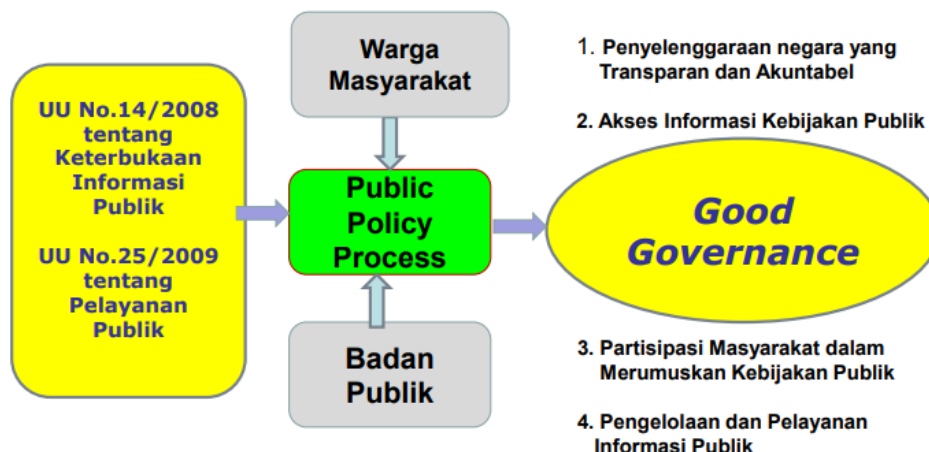 UU No.14/2008
tentang
Keterbukaan
Informasi
Publik
UU No.25/2009
tentang
Pelayanan
Publik
Warga
Masyarakat
Public
Policy
Process
Badan
Publik
1. Penyelenggaraan negara yang
Transparan dan Akuntabel
2. Akses Informasi Kebijakan Publik
Good
Governance
3. Partisipasi Masyarakat dalam
Merumuskan Kebijakan Publik
4. Pengelolaan dan Pelayanan
Informasi Publik